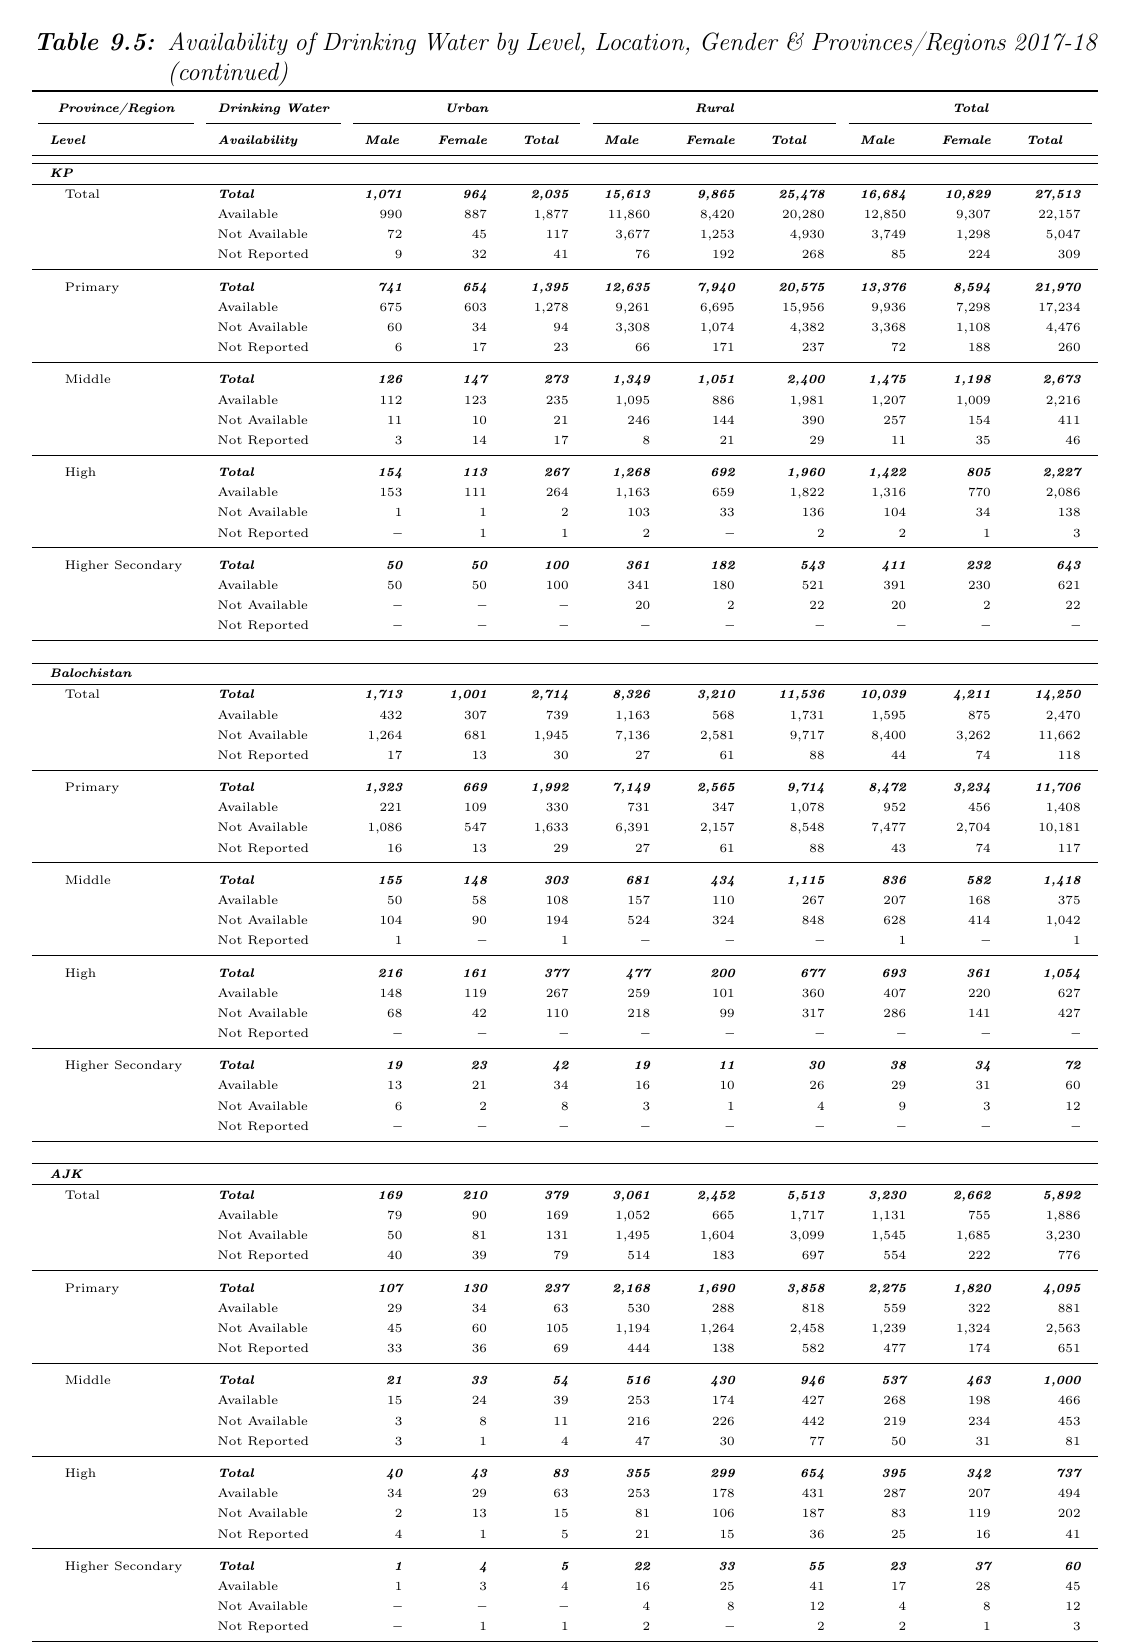 Table 9.5: Availability of Drinking Water by Level, Location, Gender & Provinces/Regions 2017-18
(continued)
Province/Region Drinking Water Urban Rural Total
Level Availability Male Female Total Male Female Total Male Female Total
KP
Total Total 1,071 964 2,035 15,613 9,865 25,478 16,684 10,829 27,513
Available 990 887 1,877 11,860 8,420 20,280 12,850 9,307 22,157
Not Available 72 45 117 3,677 1,253 4,930 3,749 1,298 5,047
Not Reported 9 32 41 76 192 268 85 224 309
Primary Total 741 654 1,395 12,635 7,940 20,575 13,376 8,594 21,970
Available 675 603 1,278 9,261 6,695 15,956 9,936 7,298 17,234
Not Available 60 34 94 3,308 1,074 4,382 3,368 1,108 4,476
Not Reported 6 17 23 66 171 237 72 188 260
Middle Total 126 147 273 1,349 1,051 2,400 1,475 1,198 2,673
Available 112 123 235 1,095 886 1,981 1,207 1,009 2,216
Not Available 11 10 21 246 144 390 257 154 411
Not Reported 3 14 17 8 21 29 11 35 46
High Total 154 113 267 1,268 692 1,960 1,422 805 2,227
Available 153 111 264 1,163 659 1,822 1,316 770 2,086
Not Available 1 1 2 103 33 136 104 34 138
Not Reported – 1 1 2 – 2 2 1 3
Higher Secondary Total 50 50 100 361 182 543 411 232 643
Available 50 50 100 341 180 521 391 230 621
Not Available – – – 20 2 22 20 2 22
Not Reported – – – – – – – – –
Balochistan
Total Total 1,713 1,001 2,714 8,326 3,210 11,536 10,039 4,211 14,250
Available 432 307 739 1,163 568 1,731 1,595 875 2,470
Not Available 1,264 681 1,945 7,136 2,581 9,717 8,400 3,262 11,662
Not Reported 17 13 30 27 61 88 44 74 118
Primary Total 1,323 669 1,992 7,149 2,565 9,714 8,472 3,234 11,706
Available 221 109 330 731 347 1,078 952 456 1,408
Not Available 1,086 547 1,633 6,391 2,157 8,548 7,477 2,704 10,181
Not Reported 16 13 29 27 61 88 43 74 117
Middle Total 155 148 303 681 434 1,115 836 582 1,418
Available 50 58 108 157 110 267 207 168 375
Not Available 104 90 194 524 324 848 628 414 1,042
Not Reported 1 – 1 – – – 1 – 1
High Total 216 161 377 477 200 677 693 361 1,054
Available 148 119 267 259 101 360 407 220 627
Not Available 68 42 110 218 99 317 286 141 427
Not Reported – – – – – – – – –
Higher Secondary Total 19 23 42 19 11 30 38 34 72
Available 13 21 34 16 10 26 29 31 60
Not Available 6 2 8 3 1 4 9 3 12
Not Reported – – – – – – – – –
AJK
Total Total 169 210 379 3,061 2,452 5,513 3,230 2,662 5,892
Available 79 90 169 1,052 665 1,717 1,131 755 1,886
Not Available 50 81 131 1,495 1,604 3,099 1,545 1,685 3,230
Not Reported 40 39 79 514 183 697 554 222 776
Primary Total 107 130 237 2,168 1,690 3,858 2,275 1,820 4,095
Available 29 34 63 530 288 818 559 322 881
Not Available 45 60 105 1,194 1,264 2,458 1,239 1,324 2,563
Not Reported 33 36 69 444 138 582 477 174 651
Middle Total 21 33 54 516 430 946 537 463 1,000
Available 15 24 39 253 174 427 268 198 466
Not Available 3 8 11 216 226 442 219 234 453
Not Reported 3 1 4 47 30 77 50 31 81
High Total 40 43 83 355 299 654 395 342 737
Available 34 29 63 253 178 431 287 207 494
Not Available 2 13 15 81 106 187 83 119 202
Not Reported 4 1 5 21 15 36 25 16 41
Higher Secondary Total 1 4 5 22 33 55 23 37 60
Available 1 3 4 16 25 41 17 28 45
Not Available – – – 4 8 12 4 8 12
Not Reported – 1 1 2 – 2 2 1 3